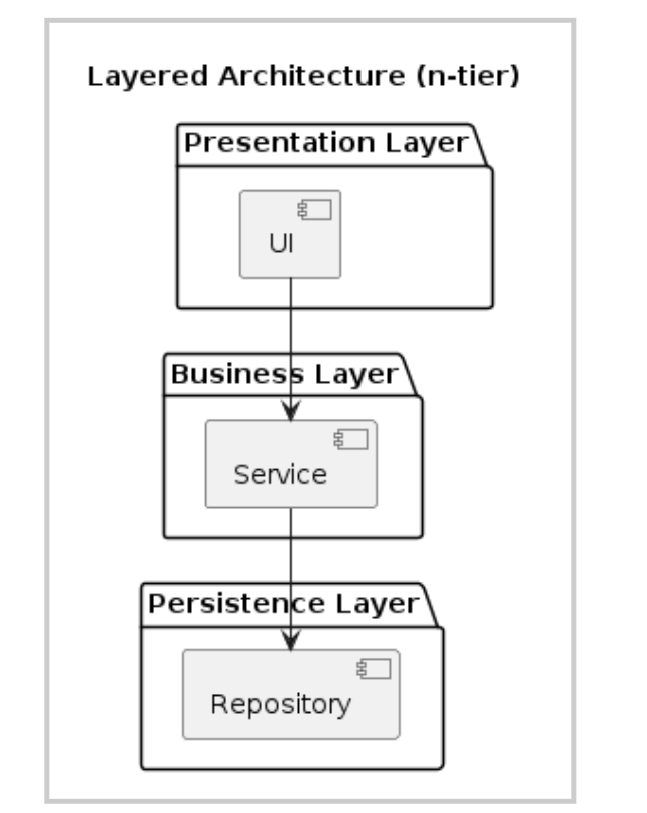 Layered Architecture (n-tier)
Presentation Layer
UI
Business Layer
Service
Persistence Layer
Repository